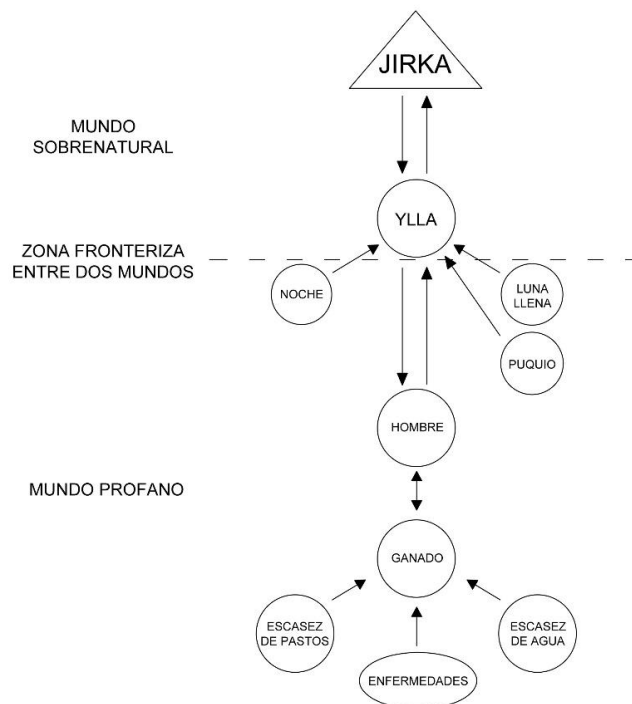 JIRKA
MUNDO
SOBRENATURAL
YLLA
ZONA FRONTERIZA
ENTRE DOS MUNDOS
NOCHE
LUNA
LLENA
PUQUIO
HOMBRE
MUNDO PROFANO
GANADO
ESCASEZ
DE PASTOS
ESCASEZ
DE AGUA
ENFERMEDADES